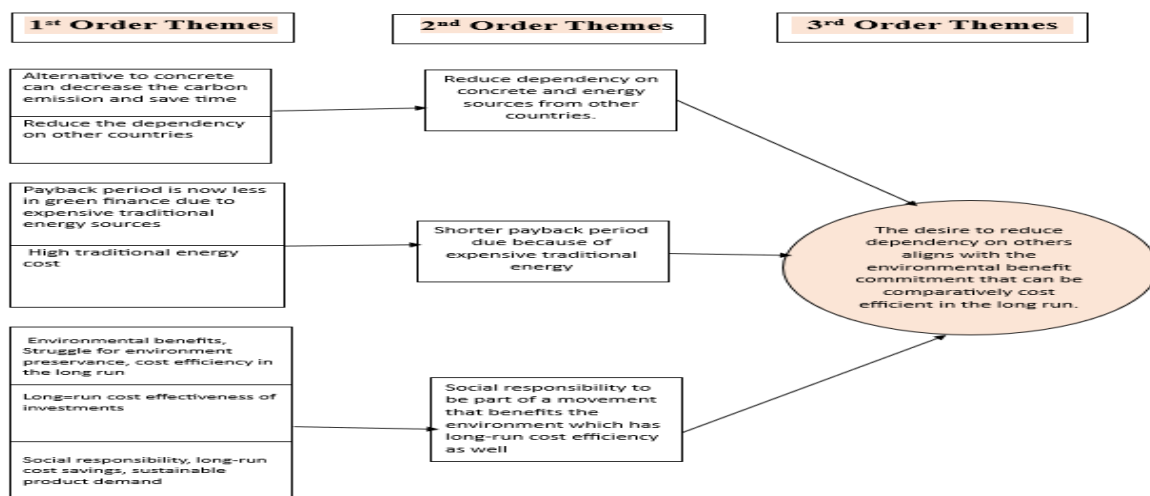 1st Order Themes
2nd Order Themes
3rd Order Themes
Alternative to concrete
can decrease the carbon
emission and save time
Reduce the dependency
on other countries
Reduce dependency on
concrete and energy
sources from other
countries.
Payback period is now less
in green finance due to
expensive traditional
energy sources
High traditional energy
cost
Shorter payback period
due because of
expensive traditional
energy
The desire to reduce
dependency on others
aligns with the
environmental benefit
commitment that can be
comparatively cost
efficient in the long run.
Environmental benefits,
Struggle for environment
preservance, cost efficiency in
the long run
Long=run cost effectiveness of
investments
Social responsibility, long-run
cost savings, sustainable
product demand
Social responsibility to
be part of a movement
that benefits the
environment which has
long-run cost efficiency
as well